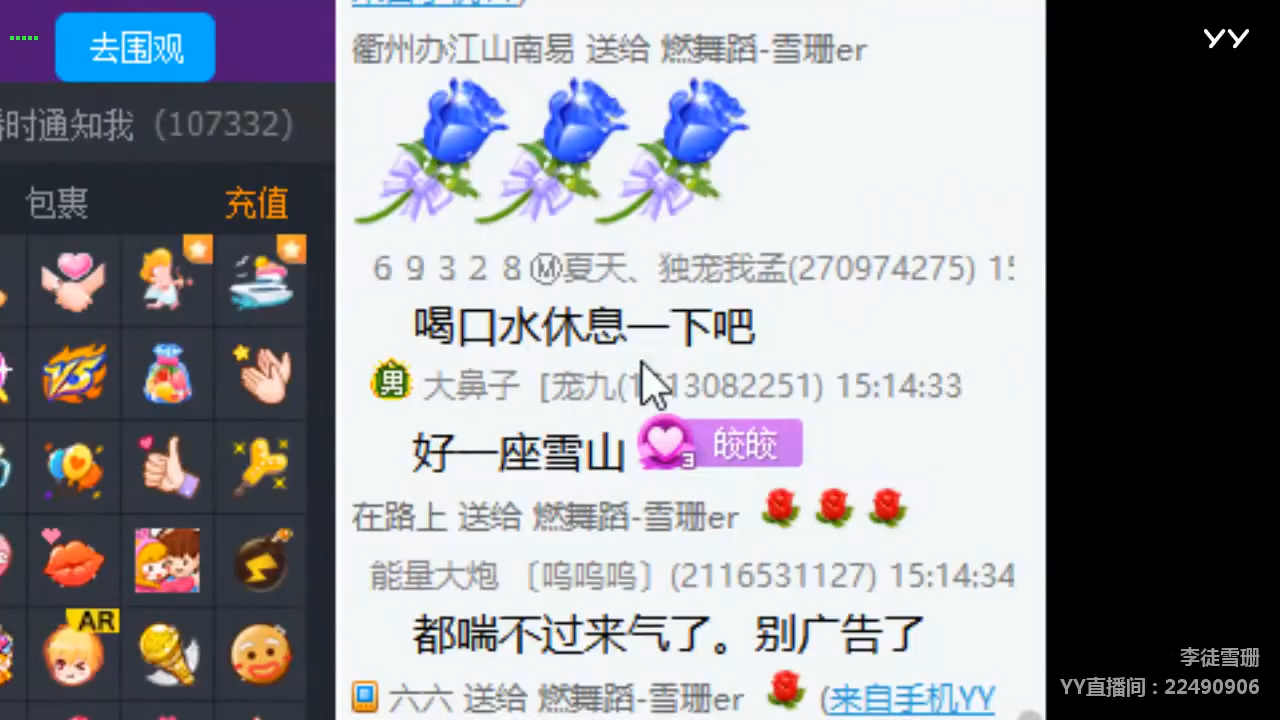 去围观
YY
衢州办江山南易 送给 燃舞蹈-雪珊er
时通知我 (107332)
包裹
充值
6 9 3 2 8 Ⓜ夏天、独宠我孟(270974275)
喝口水休息一下吧
男 大鼻子 [宠九( 13082251) 15:14:33
VS
好一座雪山 3 皎皎
在路上 送给 燃舞蹈-雪珊er
能量大炮 〔呜呜呜〕(2116531127) 15:14:34
AR
都喘不过来气了。别广告了
李徒雪珊
六六 送给 燃舞蹈-雪珊er (来自手机YY
YY直播间：22490906